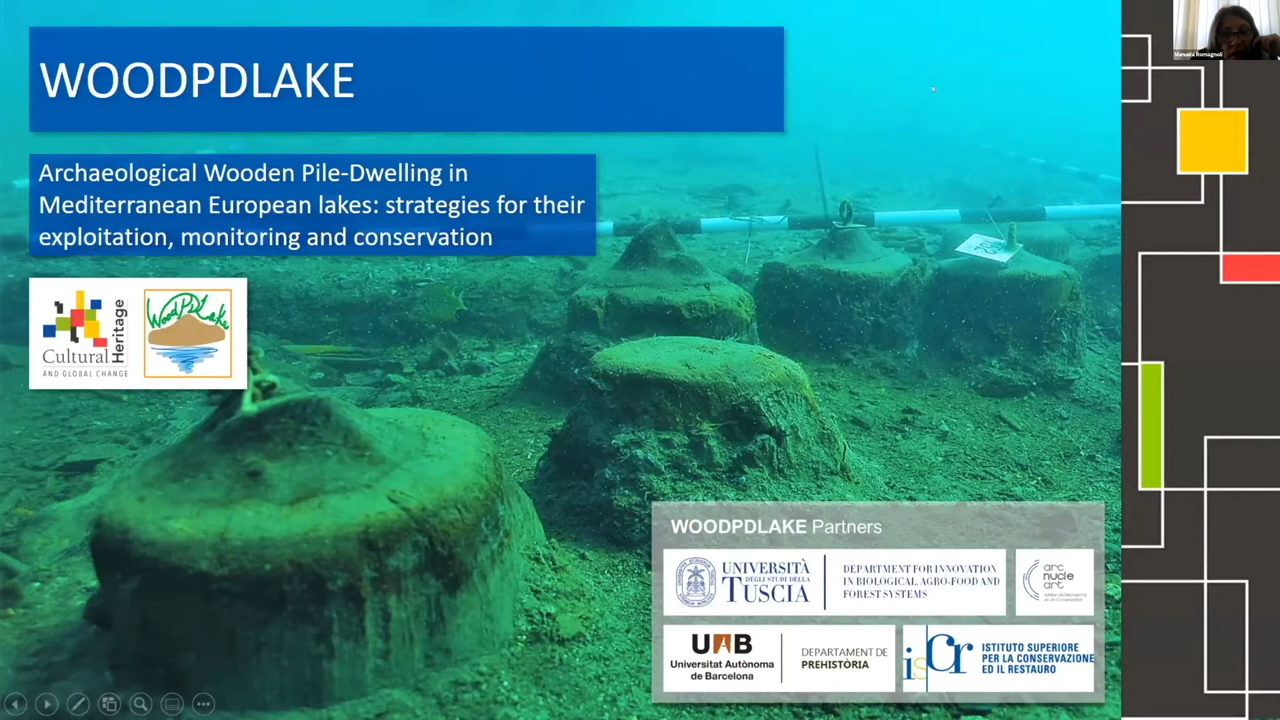 WOODPDLAKE
Archaeological Wooden Pile-Dwelling in
Mediterranean European lakes: strategies for their
exploitation, monitoring and conservation
Cultural
Heritage
AND GLOBAL CHANGE
WoodPDLake
Manuela Romagnoli
WOODPDLAKE Partners
UNIVERSITÀ
DEGLI STUDI DELLA
TUSCIA
DEPARTMENT FOR INNOVATION
IN BIOLOGICAL, AGRO-FOOD AND
FOREST SYSTEMS
arc
nucle
art
UAB
Universitat Autònoma
de Barcelona
DEPARTAMENT DE
PREHISTÒRIA
isCr
ISTITUTO SUPERIORE
PER LA CONSERVAZIONE
ED IL RESTAURO